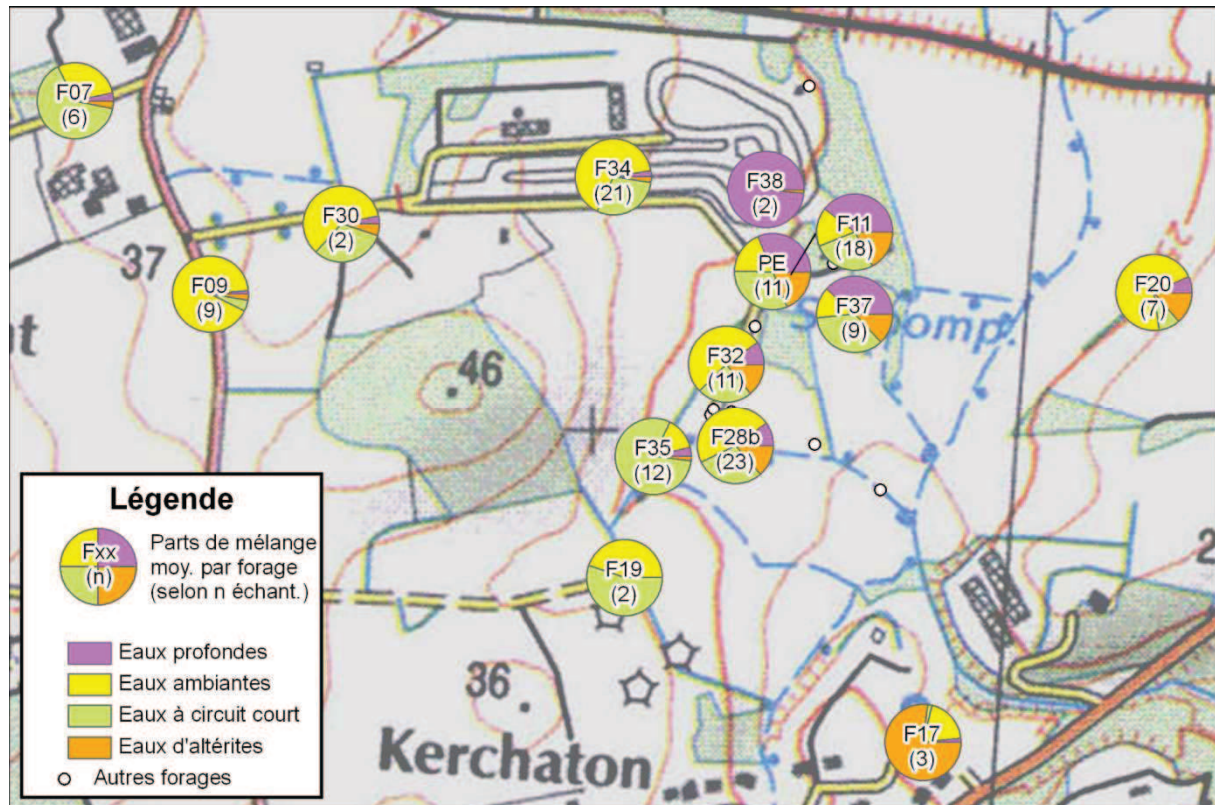 F07
(6)
F34
(21)
F38
(2)
F30
(2)
F11
(18)
37
PE
(11)
F09
(9)
F20
(7)
25
F37
(9)
F32
(11)
46
F28b
(23)
F35
(12)
F19
(2)
36
Kerchaton
F17
(3)
Légende
Fxx
(n)
Parts de mélange
moy. par forage
(selon n échant.)
Eaux profondes
Eaux ambiantes
Eaux à circuit court
Eaux d'altérites
Autres forages